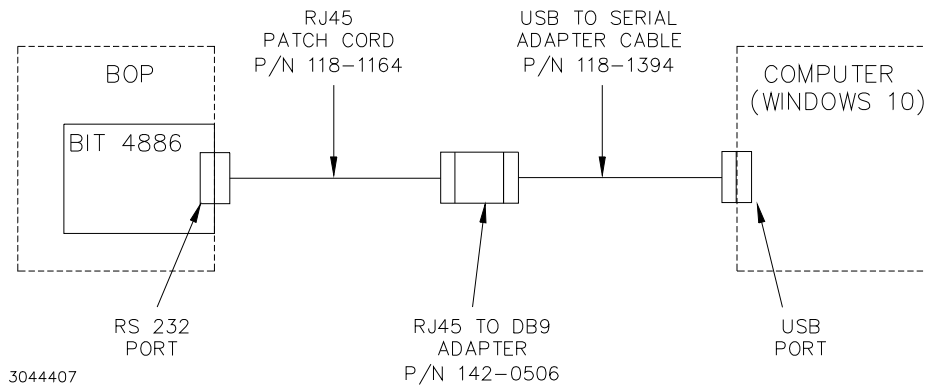 RJ45
PATCH CORD
P/N 118-1164
USB TO SERIAL
ADAPTER CABLE
P/N 118-1394
BOP
COMPUTER
(WINDOWS 10)
BIT 4886
RS 232
PORT
RJ45 TO DB9
ADAPTER
P/N 142-0506
USB
PORT
3044407